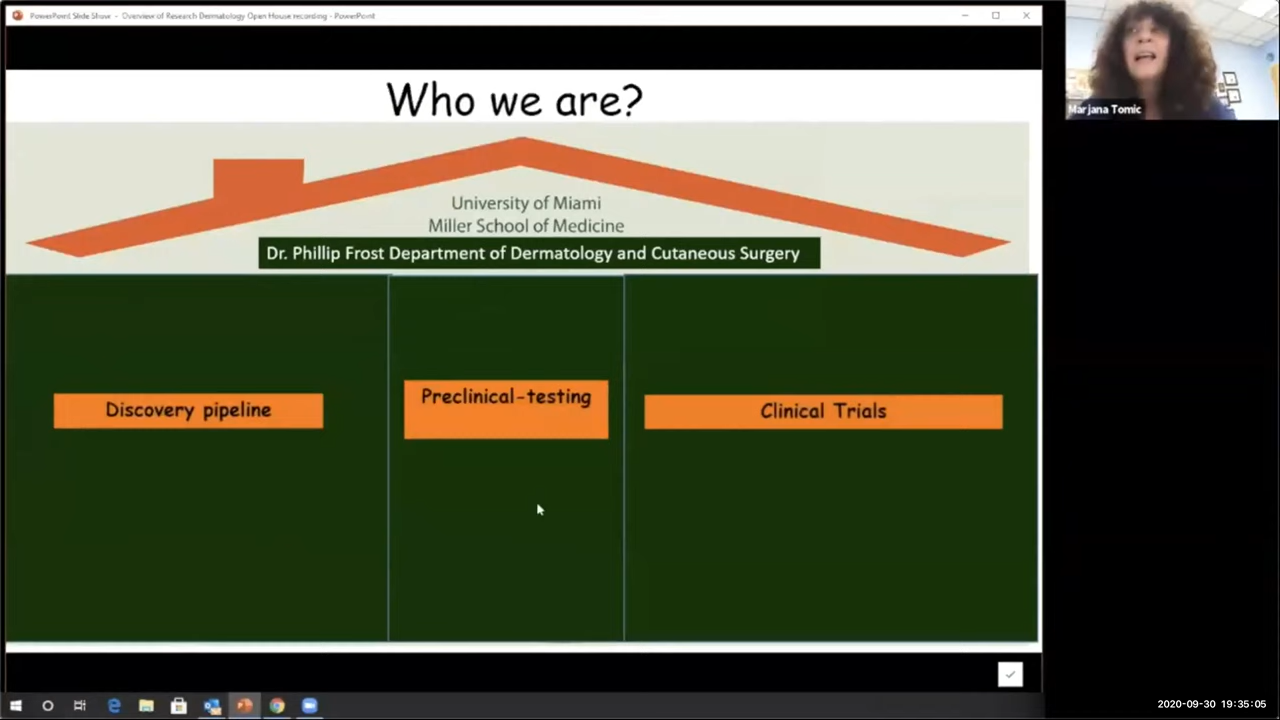 PowerPoint Slide Show - Overview of Research Dermatology Open House recording - PowerPoint
Marjana Tomic
Who we are?
University of Miami
Miller School of Medicine
Dr. Phillip Frost Department of Dermatology and Cutaneous Surgery
Discovery pipeline
Preclinical-testing
Clinical Trials
2020-09-30 19:35:05